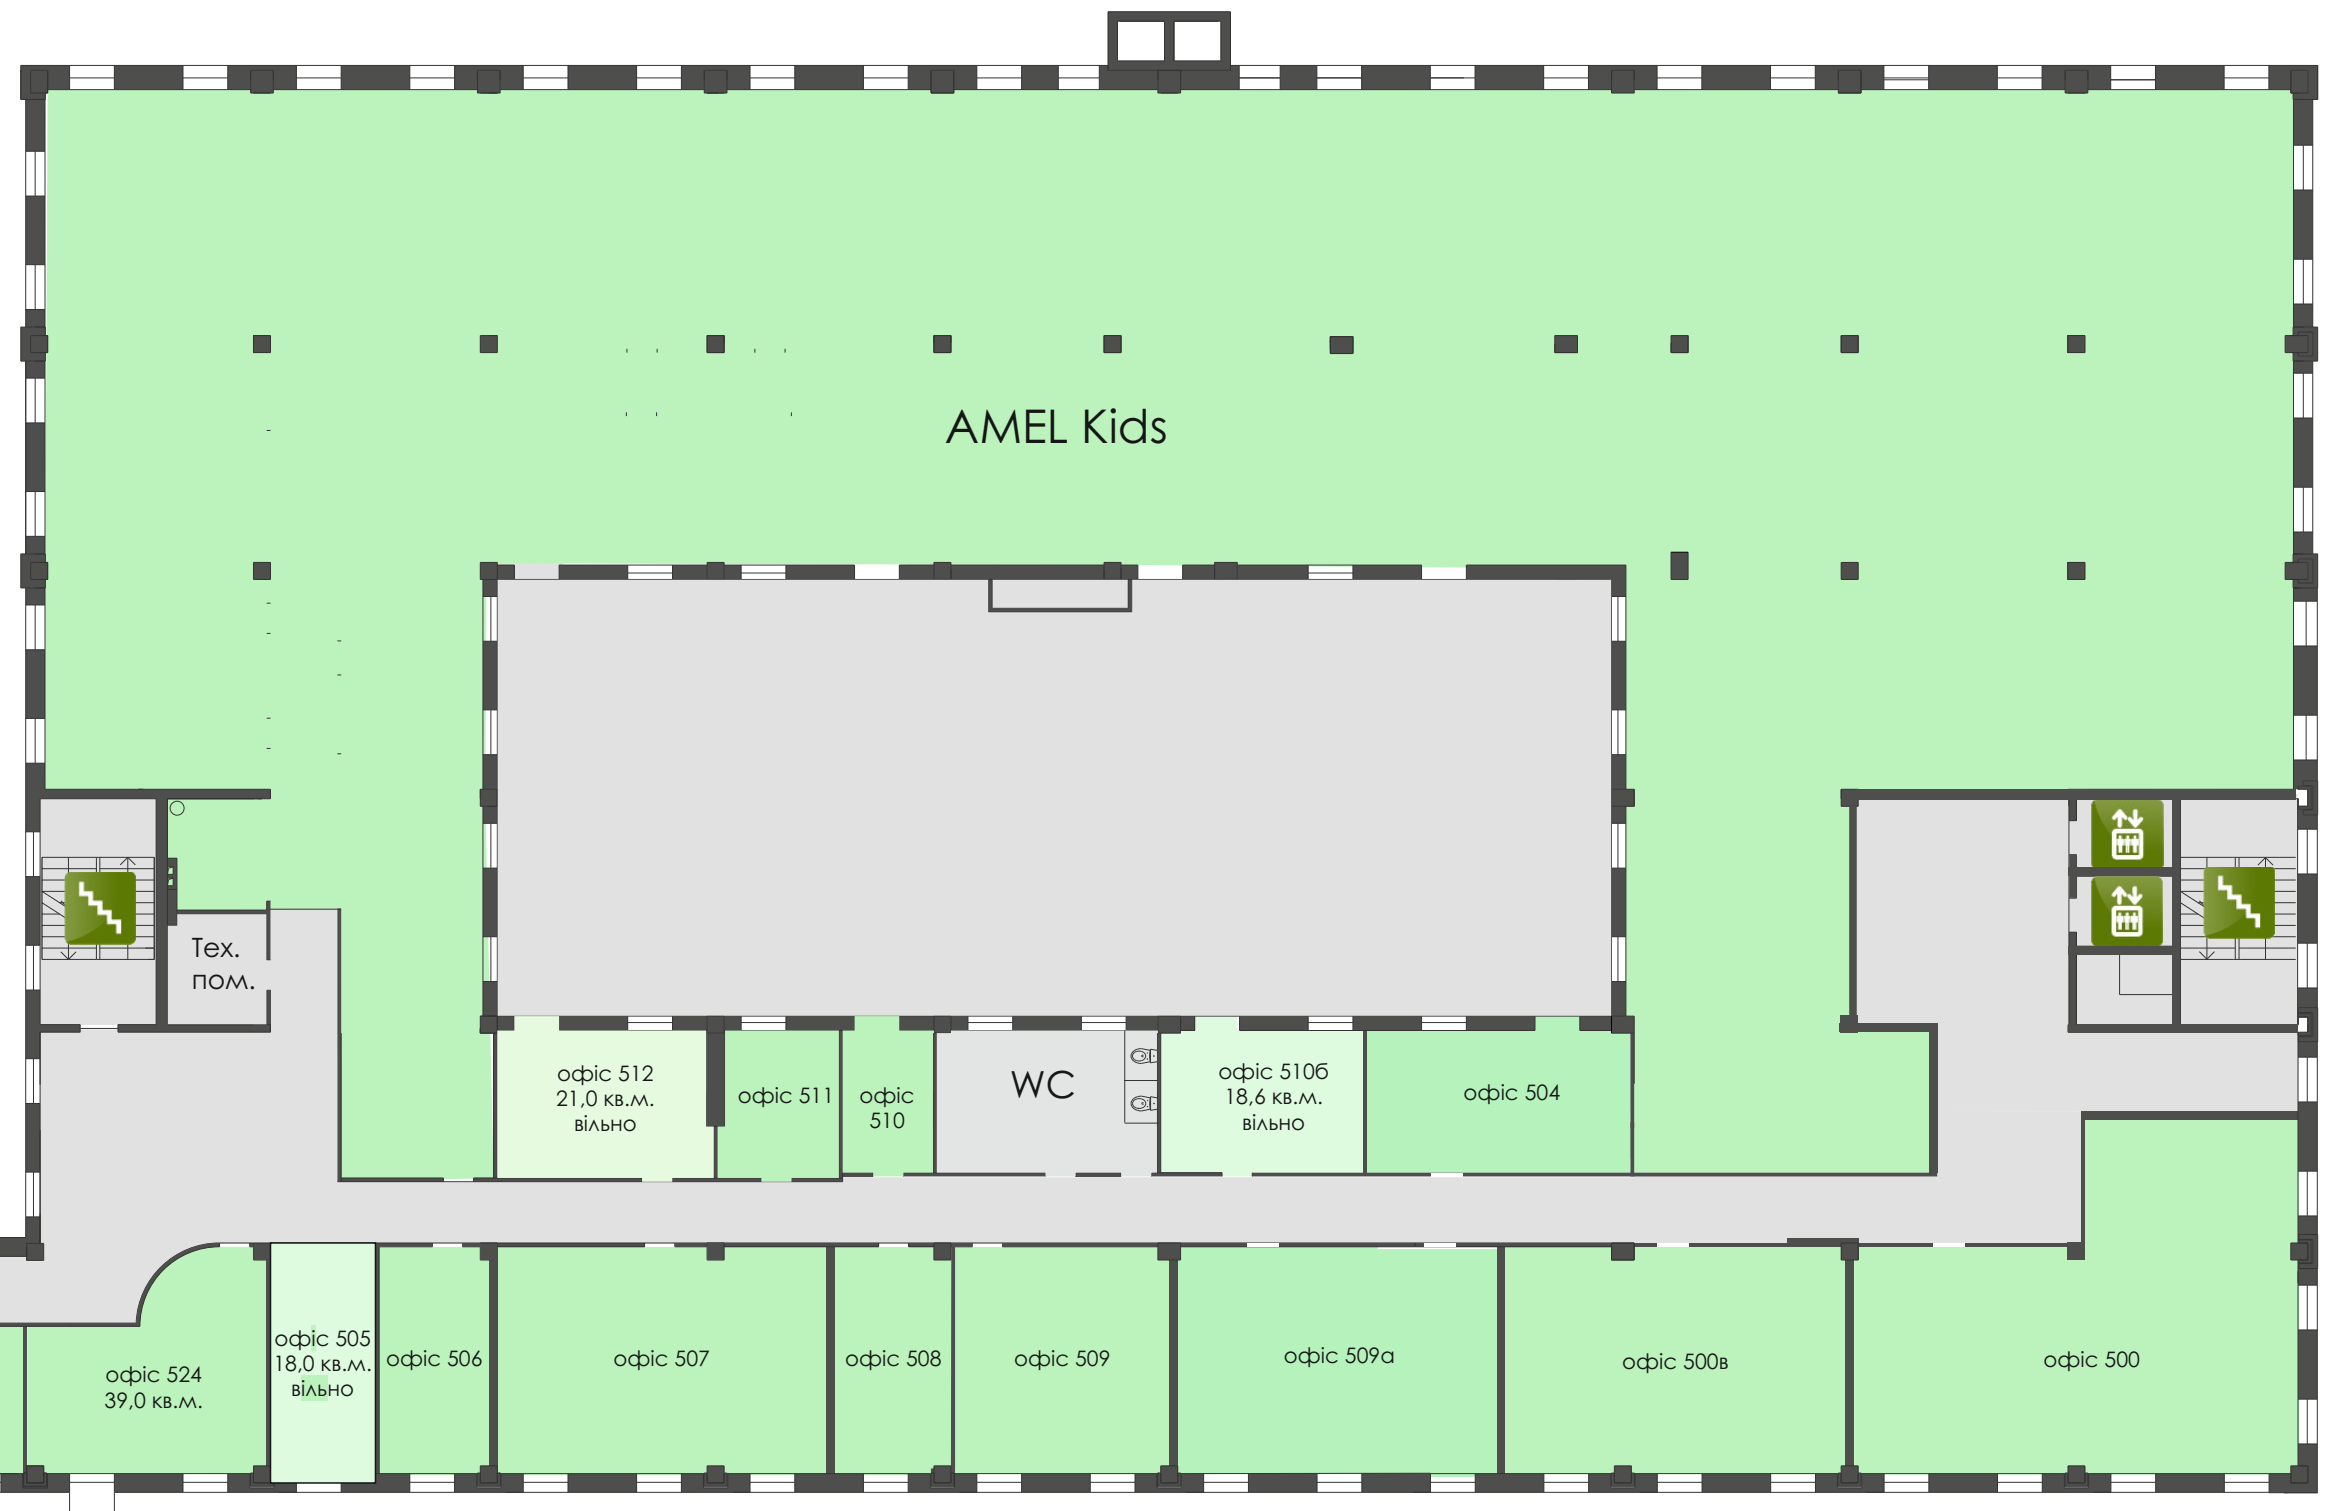 AMEL Kids
Тех.
пом.
офіс 512
21,0 кв.м.
вільно
офіс 511
офіс
510
WC
офіс 510б
18,6 кв.м.
вільно
офіс 504
офіс 524
39,0 кв.м.
офіс 505
18,0 кв.м.
вільно
офіс 506
офіс 507
офіс 508
офіс 509
офіс 509а
офіс 500в
офіс 500